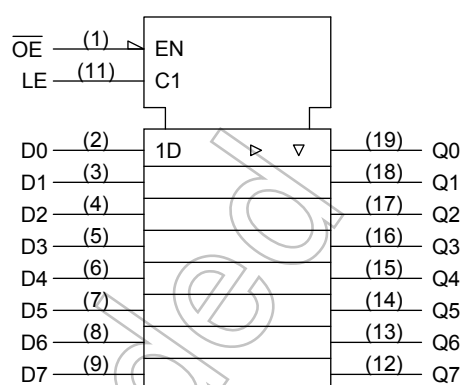 OE (1) EN
LE (11) C1
D0 (2) 1D (19) Q0
D1 (3) (18) Q1
D2 (4) (17) Q2
D3 (5) (16) Q3
D4 (6) (15) Q4
D5 (7) (14) Q5
D6 (8) (13) Q6
D7 (9) (12) Q7
ded